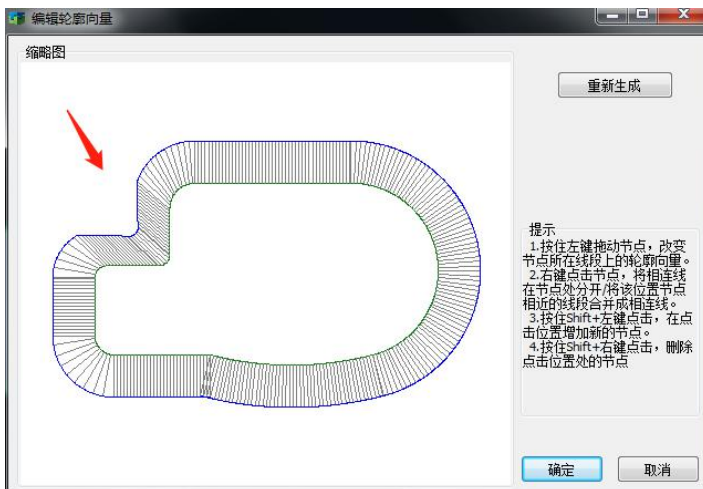 编辑轮廓向量
缩略图
重新生成
提示
1.按住左键拖动节点，改变
节点所在线段上的轮廓向量。
2.右键点击节点，将相连线
在节点处分开/将该位置节点
相近的线段合并成相连线。
3.按住Shift+左键点击，在点
击位置增加新的节点。
4.按住Shift+右键点击，删除
点击位置处的节点
确定
取消